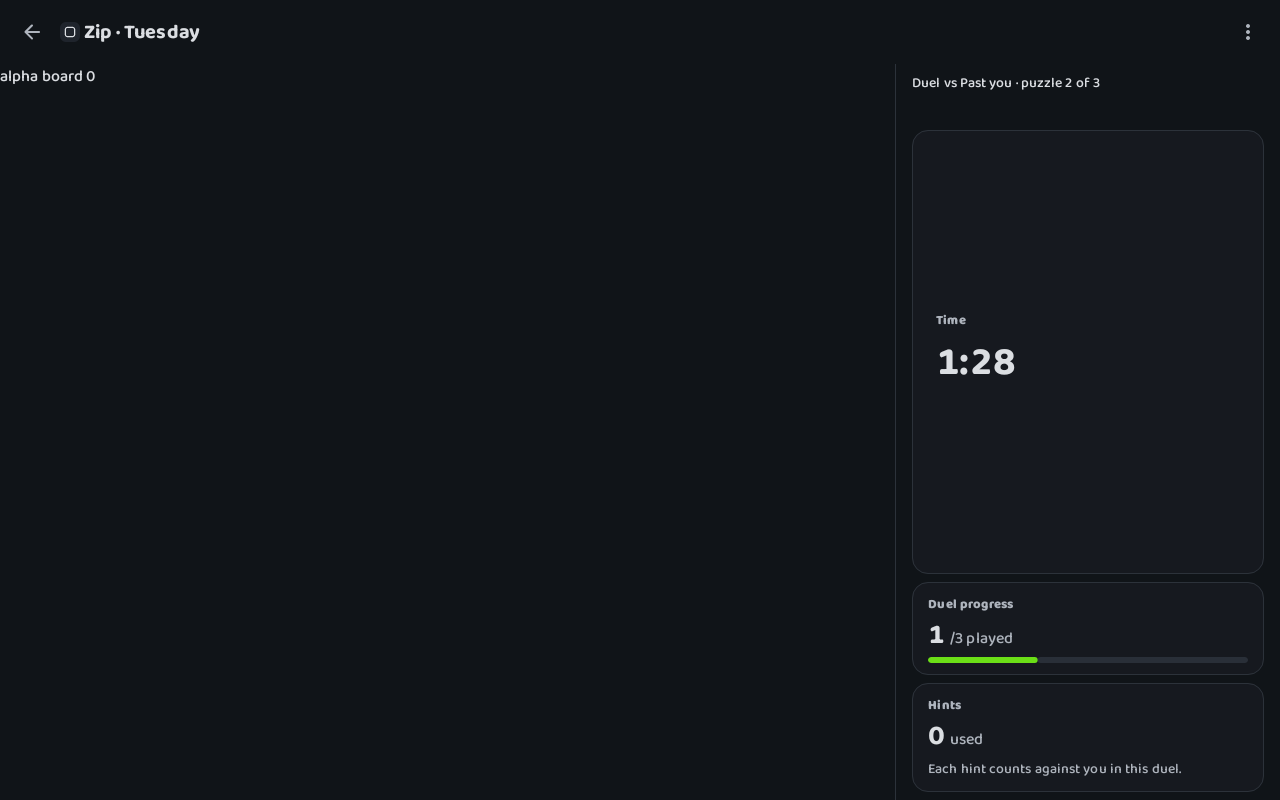 Zip · Tuesday
alpha board 0
Duel vs Past you · puzzle 2 of 3
Time
1:28
Duel progress
1 /3 played
Hints
0 used
Each hint counts against you in this duel.